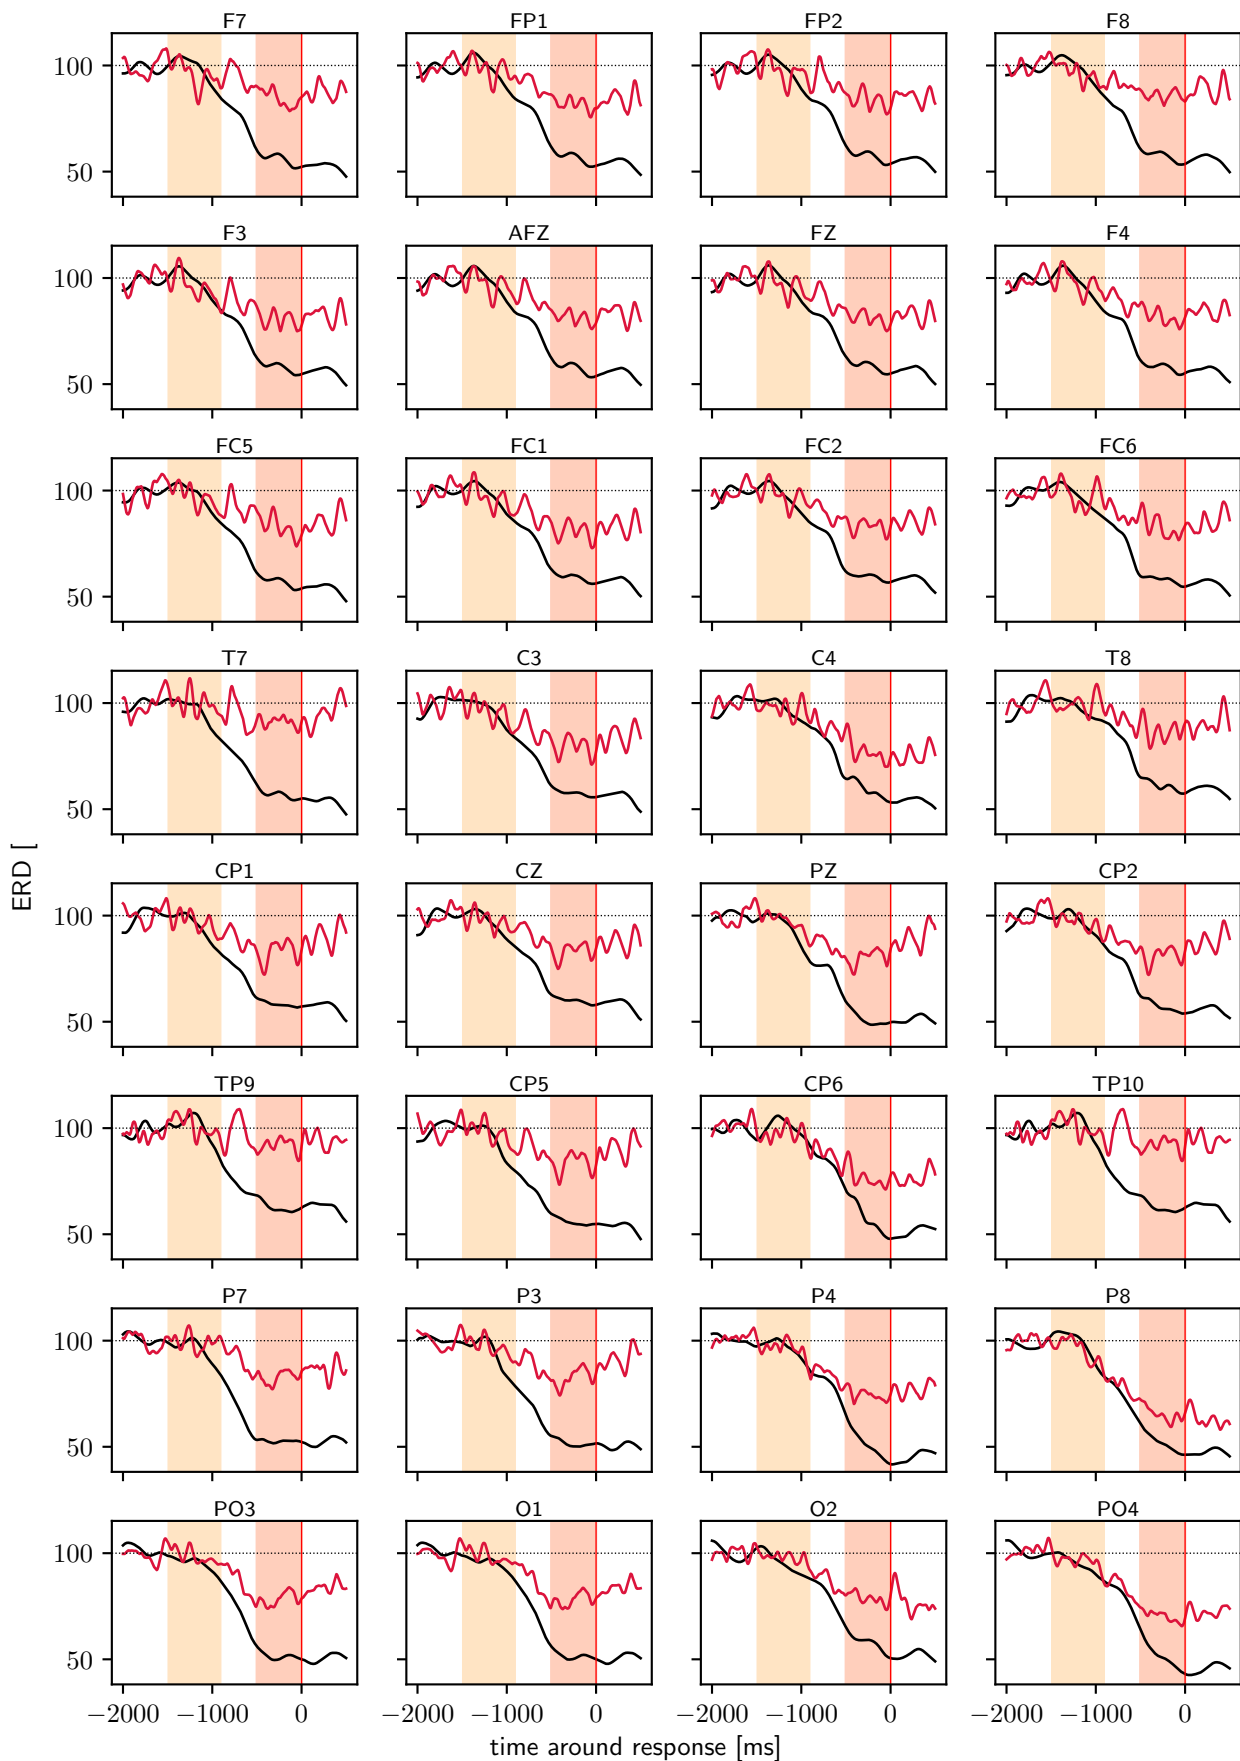 F7 FP1 FP2 F8
100
50
F3 AFZ FZ F4
100
50
FC5 FC1 FC2 FC6
100
50
T7 C3 C4 T8
100
50
ERD [
CP1 CZ PZ CP2
100
50
TP9 CP5 CP6 TP10
100
50
P7 P3 P4 P8
100
50
PO3 O1 O2 PO4
100
50
−2000 −1000 0 −2000 −1000 0 −2000 −1000 0 −2000 −1000 0
time around response [ms]